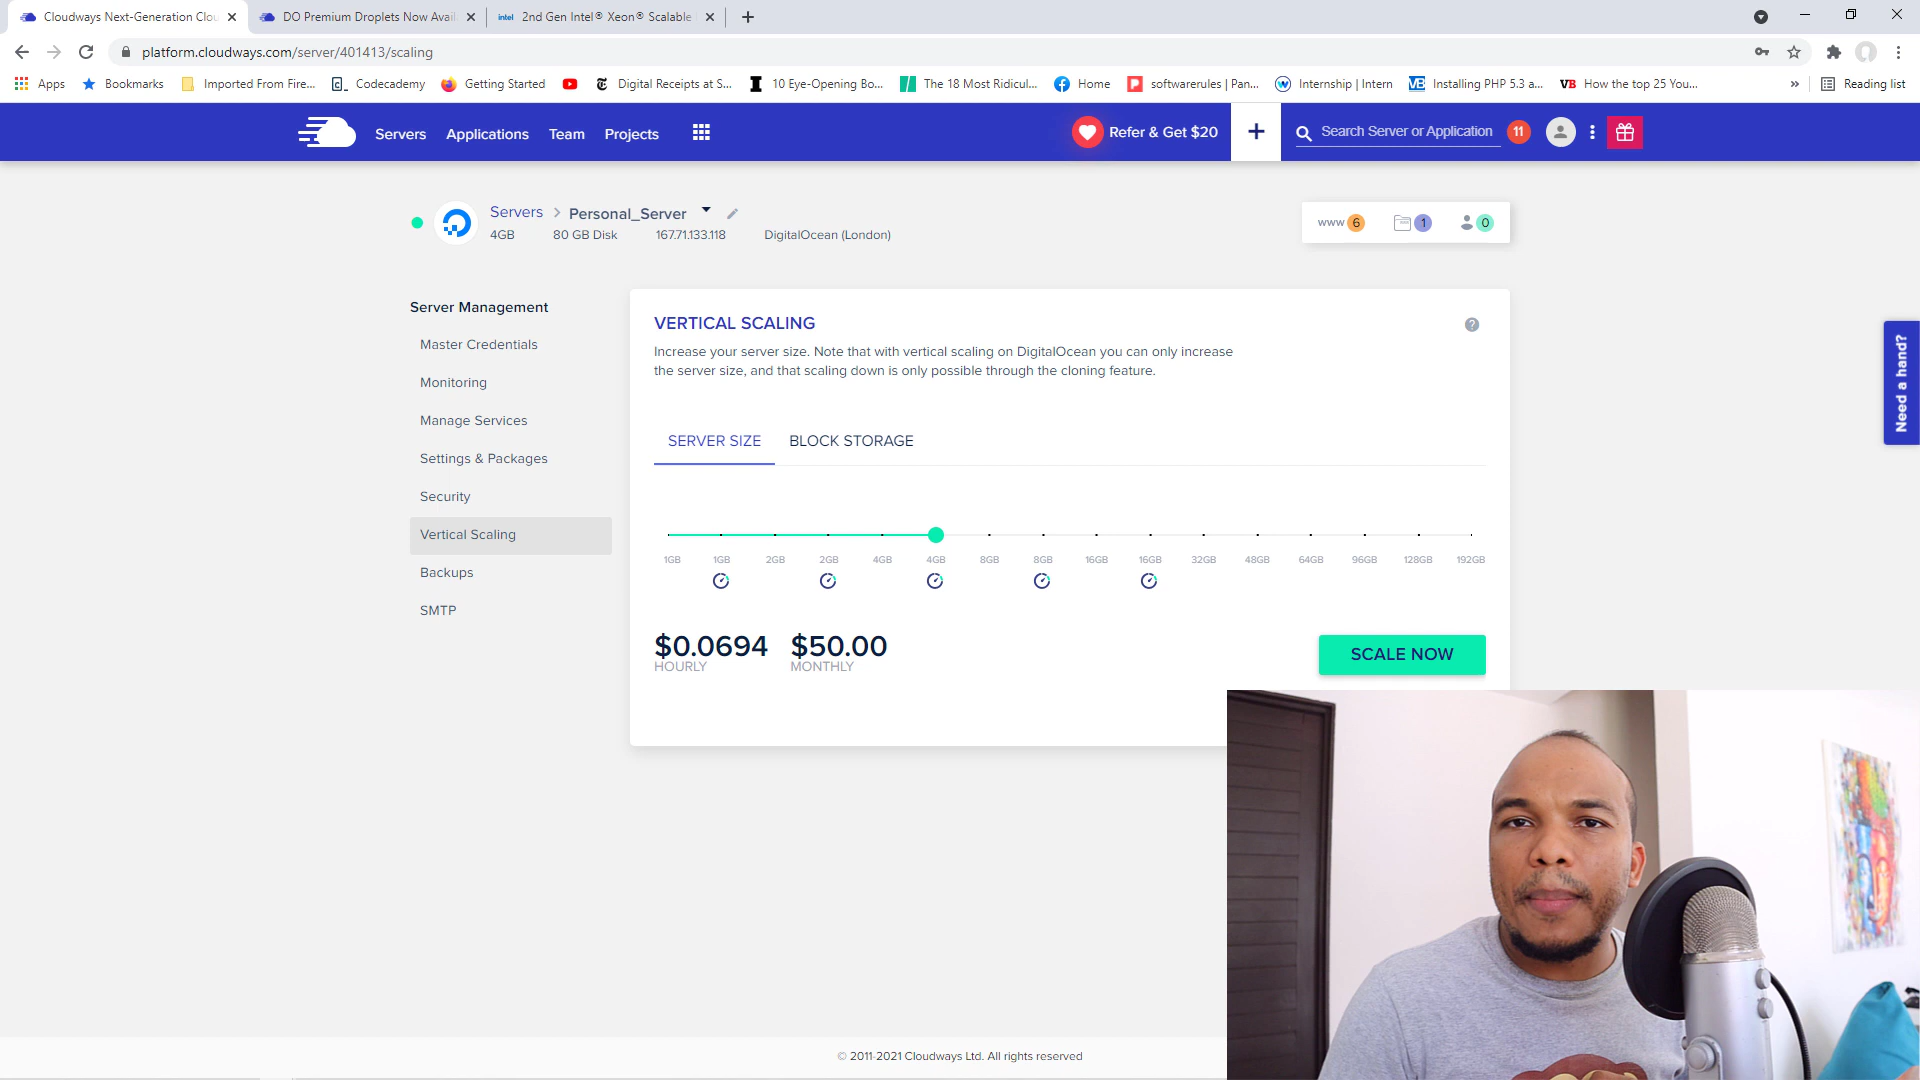 Cloudways Next-Generation Clou
DO Premium Droplets Now Avail
intel 2nd Gen Intel® Xeon® Scalable
platform.cloudways.com/server/401413/scaling
Apps
Bookmarks
Imported From Fire...
Codecademy
Getting Started
Digital Receipts at S...
10 Eye-Opening Bo...
The 18 Most Ridicul...
Home
softwarerules | Pan...
Internship | Intern
Installing PHP 5.3 a...
VB How the top 25 You...
»
Reading list
Servers
Applications
Team
Projects
Refer & Get $20
+
Search Server or Application
11
Servers > Personal_Server
4GB 80 GB Disk 167.71.133.118 DigitalOcean (London)
www 6
1
0
Need a hand?
Server Management
Master Credentials
Monitoring
Manage Services
Settings & Packages
Security
Vertical Scaling
Backups
SMTP
VERTICAL SCALING
?
Increase your server size. Note that with vertical scaling on DigitalOcean you can only increase
the server size, and that scaling down is only possible through the cloning feature.
SERVER SIZE BLOCK STORAGE
1GB 1GB 2GB 2GB 4GB 4GB 8GB 8GB 16GB 16GB 32GB 48GB 64GB 96GB 128GB 192GB
$0.0694 $50.00
HOURLY MONTHLY
SCALE NOW
© 2011-2021 Cloudways Ltd. All rights reserved